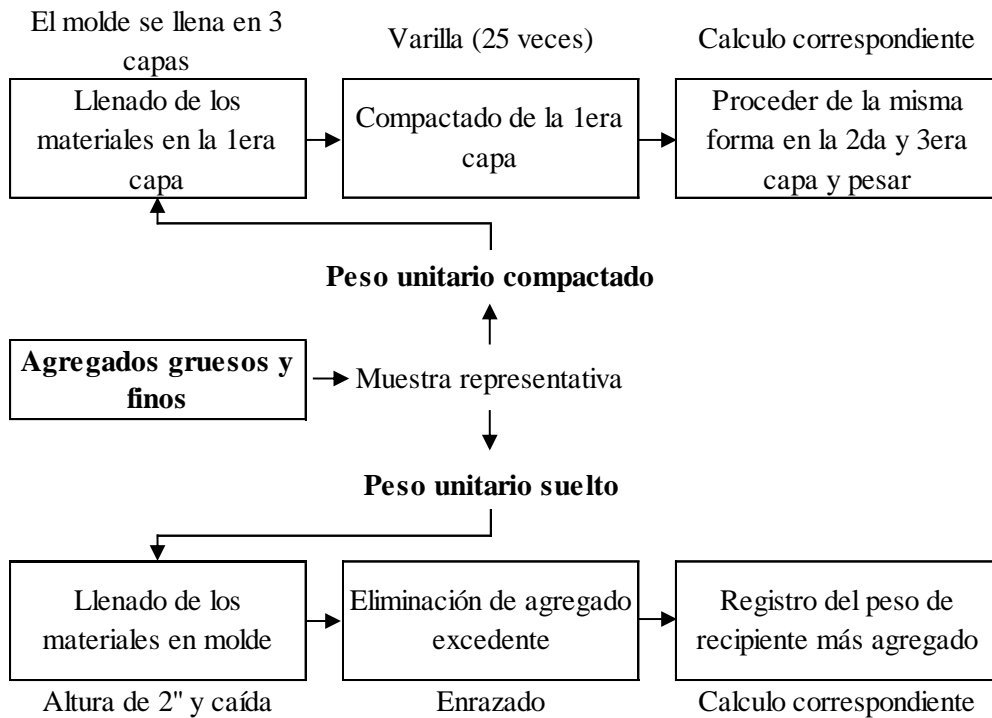 El molde se llena en 3
capas
Varilla (25 veces)
Calculo correspondiente
Llenado de los
materiales en la 1era
capa
Compactado de la 1era
capa
Proceder de la misma
forma en la 2da y 3era
capa y pesar
Peso unitario compactado
Agregados gruesos y
finos
Muestra representativa
Peso unitario suelto
Llenado de los
materiales en molde
Eliminación de agregado
excedente
Registro del peso de
recipiente más agregado
Altura de 2" y caída
Enrazado
Calculo correspondiente